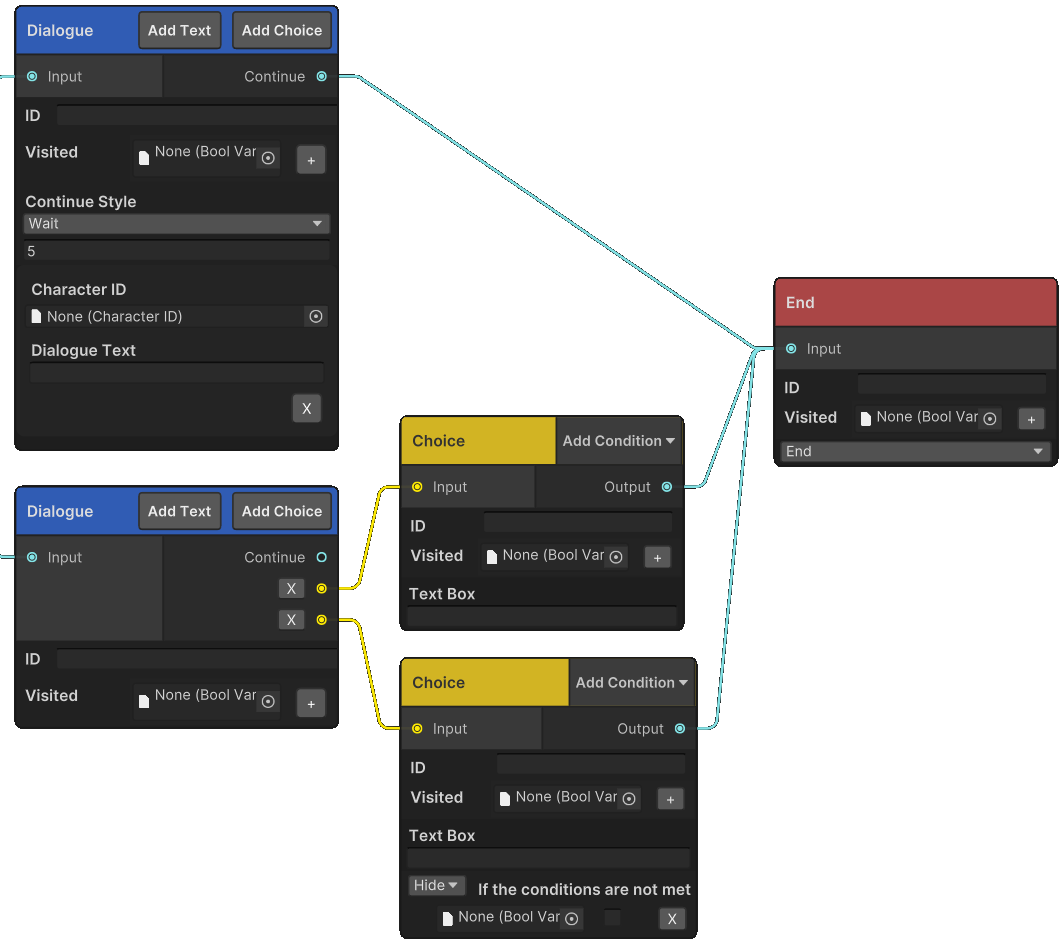 Dialogue Add Text Add Choice
Input Continue
ID
Visited None (Bool Var +
Continue Style
Wait
5
Character ID
None (Character ID)
Dialogue Text
X
Dialogue Add Text Add Choice
Input Continue
X
X
ID
Visited None (Bool Var +
Choice Add Condition
Input Output
ID
Visited None (Bool Var +
Text Box
Choice Add Condition
Input Output
ID
Visited None (Bool Var +
Text Box
Hide If the conditions are not met
None (Bool Var X
End
Input
ID
Visited None (Bool Var +
End